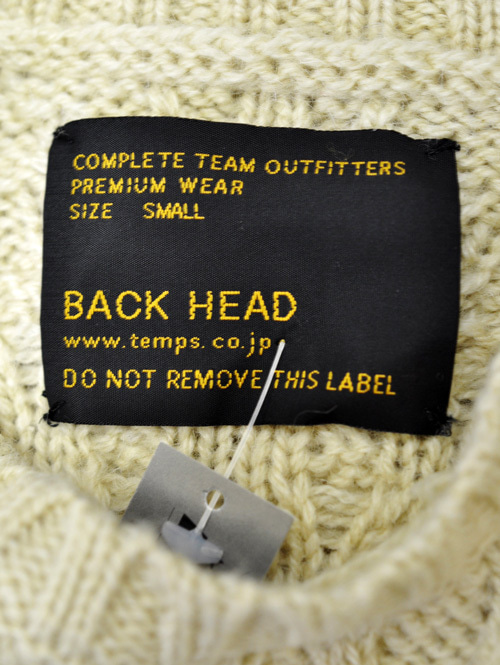 COMPLETE TEAM OUTFITTERS
PREMIUM WEAR
SIZE SMALL
BACK HEAD
www.temps.co.jp
DO NOT REMOVE THIS LABEL